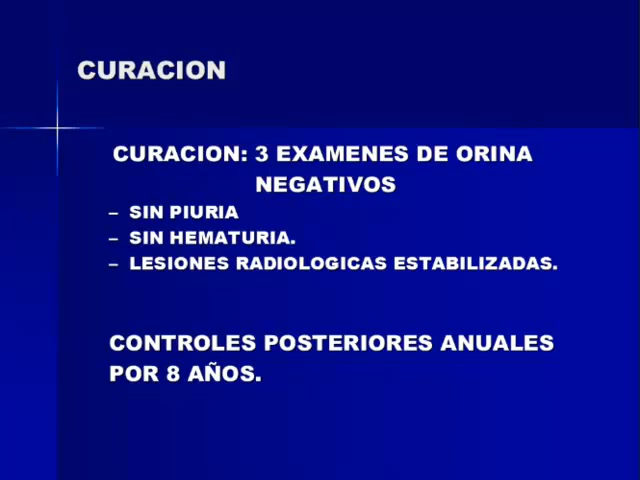 CURACION
CURACION: 3 EXAMENES DE ORINA
NEGATIVOS
– SIN PIURIA
– SIN HEMATURIA.
– LESIONES RADIOLOGICAS ESTABILIZADAS.
CONTROLES POSTERIORES ANUALES
POR 8 AÑOS.